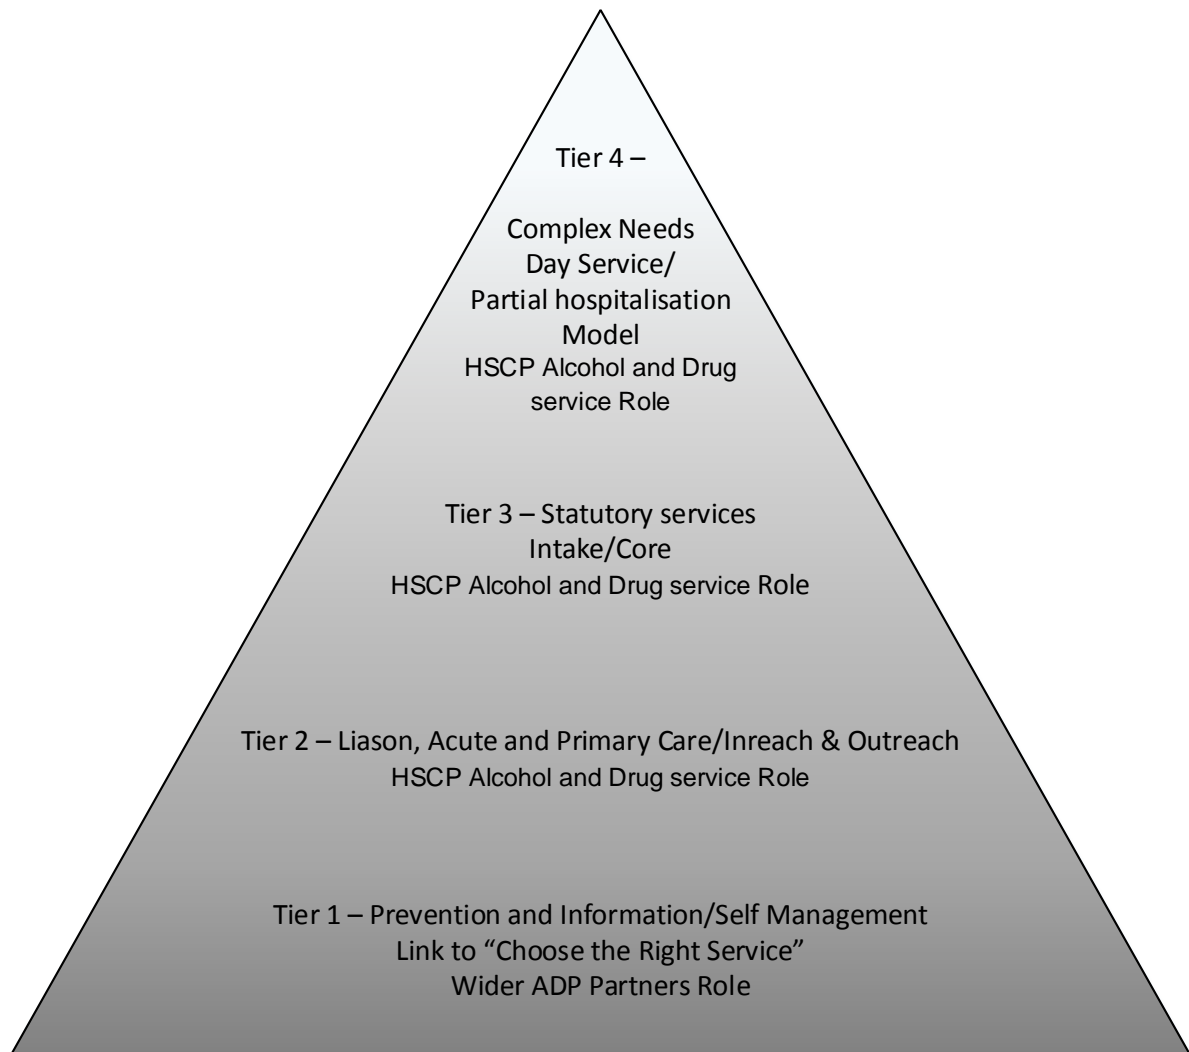 Tier 4 –
Complex Needs
Day Service/
Partial hospitalisation
Model
HSCP Alcohol and Drug
service Role
Tier 3 – Statutory services
Intake/Core
HSCP Alcohol and Drug service Role
Tier 2 – Liason, Acute and Primary Care/Inreach & Outreach
HSCP Alcohol and Drug service Role
Tier 1 – Prevention and Information/Self Management
Link to “Choose the Right Service”
Wider ADP Partners Role